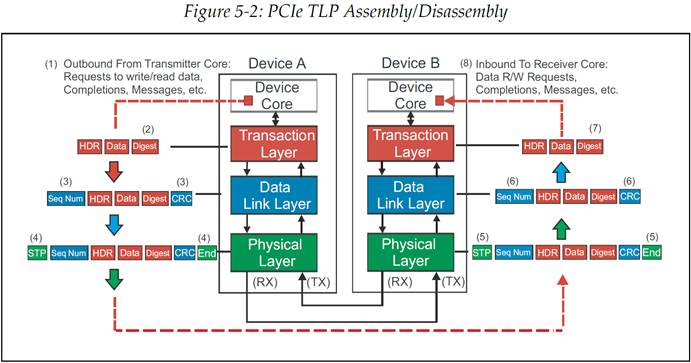 Figure 5-2: PCIe TLP Assembly/Disassembly
(1) Outbound From Transmitter Core:
Requests to write/read data,
Completions, Messages, etc.
Device A
Device B
(8) Inbound To Receiver Core:
Data R/W Requests,
Completions, Messages, etc.
Device
Core
Device
Core
(2)
HDR Data Digest
Transaction
Layer
Transaction
Layer
(7)
HDR Data Digest
(3) (3)
Seq Num HDR Data Digest CRC
Data
Link Layer
Data
Link Layer
(6) (6)
Seq Num HDR Data Digest CRC
(4) (4)
STP Seq Num HDR Data Digest CRC End
Physical
Layer
Physical
Layer
(5) (5)
STP Seq Num HDR Data Digest CRC End
(RX) (TX)
(RX) (TX)